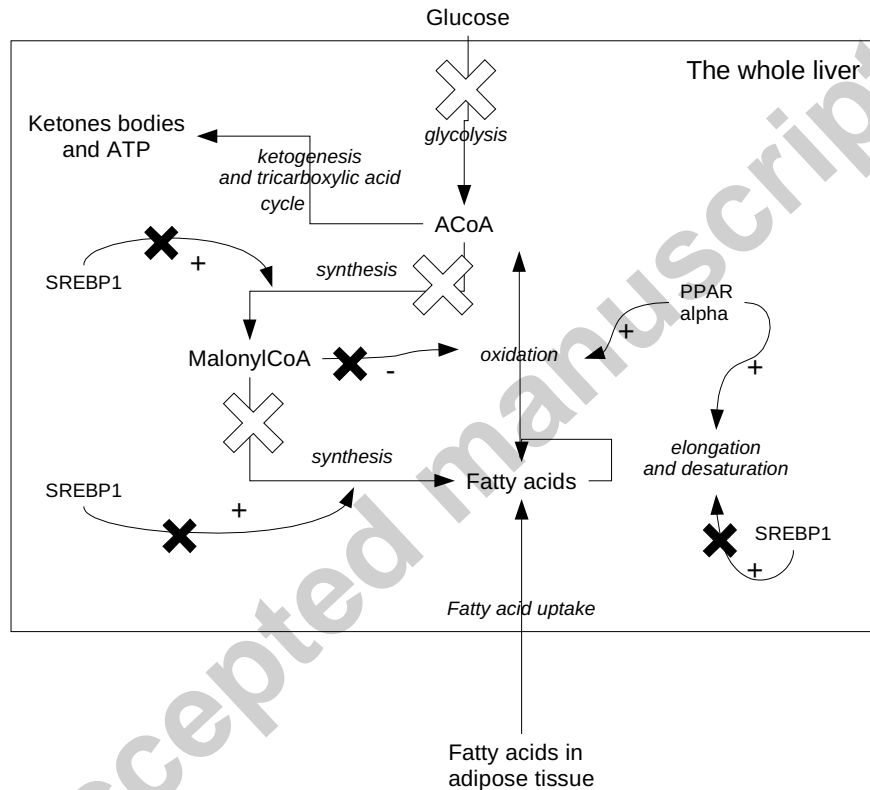 Glucose
The whole liver
Ketones bodies
and ATP
glycolysis
ketogenesis
and tricarboxylic acid
cycle
ACoA
SREBP1
+
synthesis
PPAR
alpha
+
MalonylCoA
-
oxidation
+
synthesis
elongation
and desaturation
Fatty acids
SREBP1
+
SREBP1
+
Fatty acid uptake
Fatty acids in
adipose tissue
cepted manuscript